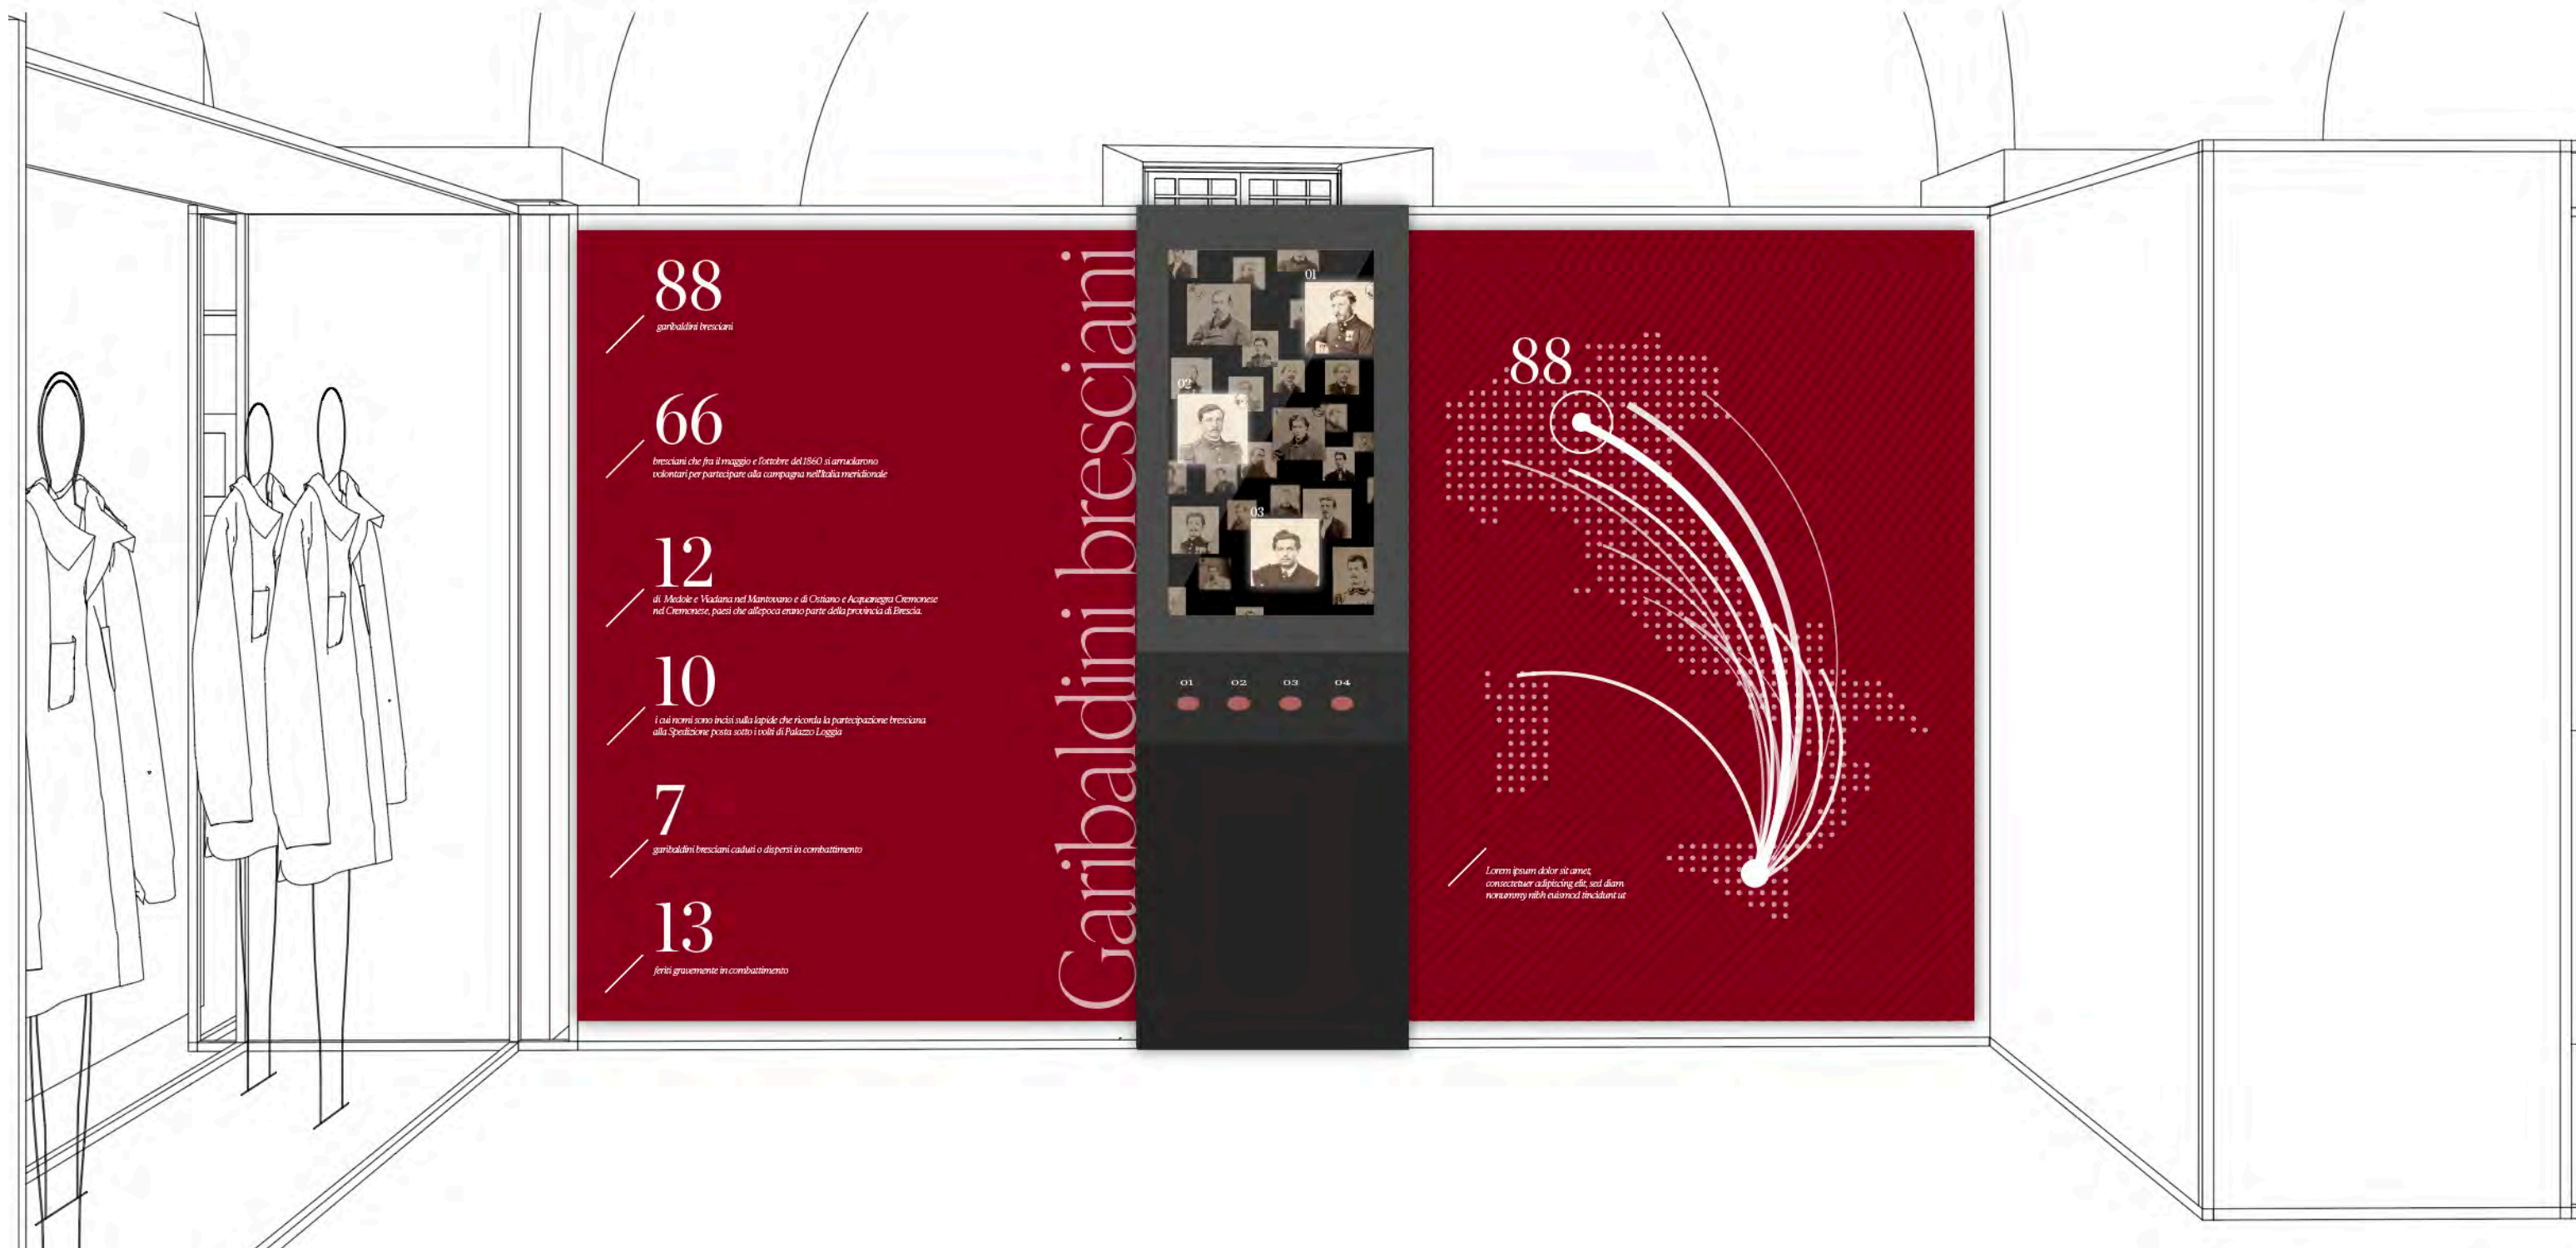 88
garibaldini bresciani
66
bresciani che fra il maggio e l'ottobre del 1860 si arruolarono
volontari per partecipare alla campagna nell'Italia meridionale
12
di Medole e Viadana nel Mantovano e di Ostiano e Acquanegra Cremonese
nel Cremonese, paesi che all'epoca erano parte della provincia di Brescia.
10
i cui nomi sono incisi sulla lapide che ricorda la partecipazione bresciana
alla Spedizione posta sotto i volti di Palazzo Loggia
7
garibaldini bresciani caduti o dispersi in combattimento
13
feriti gravemente in combattimento
Garibaldini bresciani
01
02
03
01 02 03 04
88
Lorem ipsum dolor sit amet,
consectetuer adipiscing elit, sed diam
nonummy nibh euismod tincidunt ut